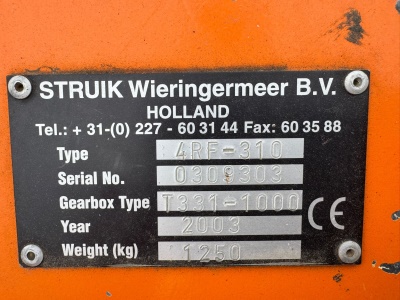 STRUIK Wieringermeer B.V.
HOLLAND
Tel.: + 31-(0) 227 - 60 31 44 Fax: 60 35 88
Type 4RF-310
Serial No. 0308303
Gearbox Type T331-1000
Year 2003
Weight (kg) 1250
CE